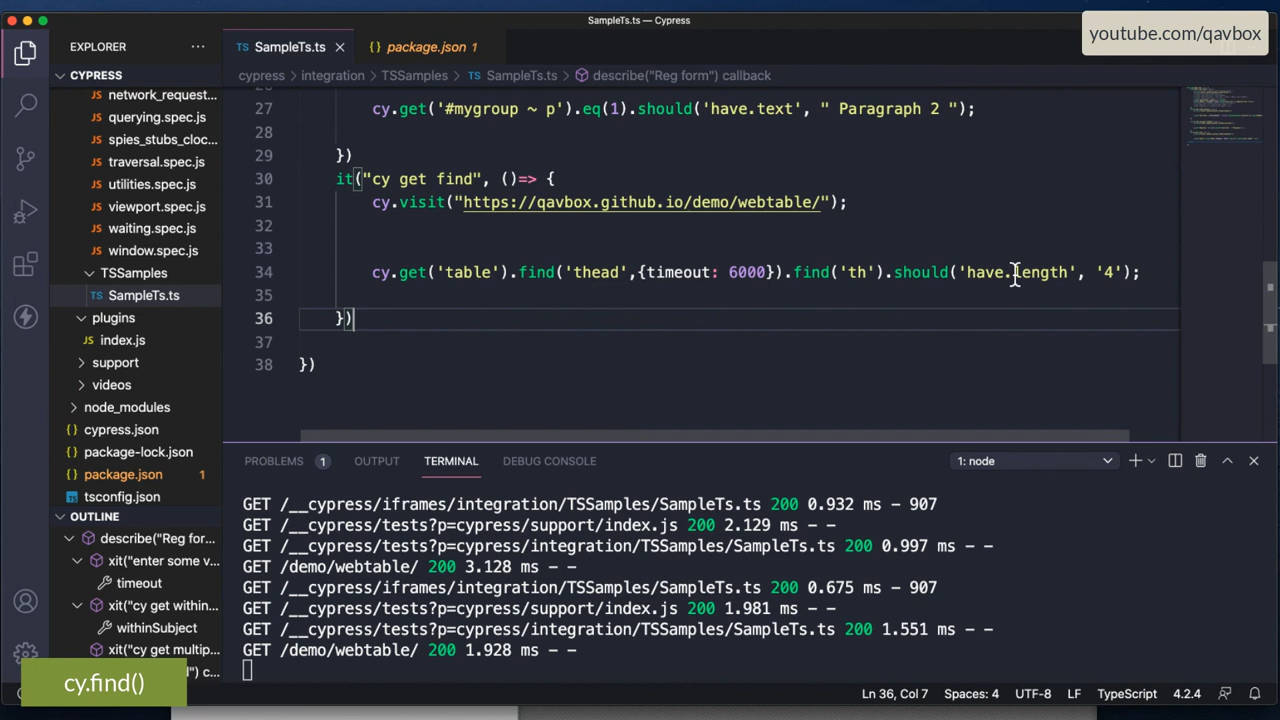 SampleTs.ts — Cypress
youtube.com/qavbox
EXPLORER
TS SampleTs.ts
package.json 1
CYPRESS
cypress > integration > TSSamples > TS SampleTs.ts > describe("Reg form") callback
JS network_request...
JS querying.spec.js
JS spies_stubs_cloc...
JS traversal.spec.js
JS utilities.spec.js
JS viewport.spec.js
JS waiting.spec.js
JS window.spec.js
TSSamples
TS SampleTs.ts
plugins
JS index.js
support
videos
node_modules
{} cypress.json
{} package-lock.json
{} package.json 1
tsconfig.json
OUTLINE
describe("Reg for...
xit("enter some v...
timeout
xit("cy get within...
withinSubject
xit("cy get multip...
") c...
27 cy.get('#mygroup ~ p').eq(1).should('have.text', " Paragraph 2 ");
28
29 })
30 it("cy get find", ()=> {
31 cy.visit("https://qavbox.github.io/demo/webtable/");
32
33
34 cy.get('table').find('thead',{timeout: 6000}).find('th').should('have.length', '4');
35
36 })
37
38 })
PROBLEMS 1 OUTPUT TERMINAL DEBUG CONSOLE 1: node
GET /__cypress/iframes/integration/TSSamples/SampleTs.ts 200 0.932 ms - 907
GET /__cypress/tests?p=cypress/support/index.js 200 2.129 ms - -
GET /__cypress/tests?p=cypress/integration/TSSamples/SampleTs.ts 200 0.997 ms - -
GET /demo/webtable/ 200 3.128 ms - -
GET /__cypress/iframes/integration/TSSamples/SampleTs.ts 200 0.675 ms - 907
GET /__cypress/tests?p=cypress/support/index.js 200 1.981 ms - -
GET /__cypress/tests?p=cypress/integration/TSSamples/SampleTs.ts 200 1.551 ms - -
GET /demo/webtable/ 200 1.928 ms - -
cy.find()
Ln 36, Col 7 Spaces: 4 UTF-8 LF TypeScript 4.2.4